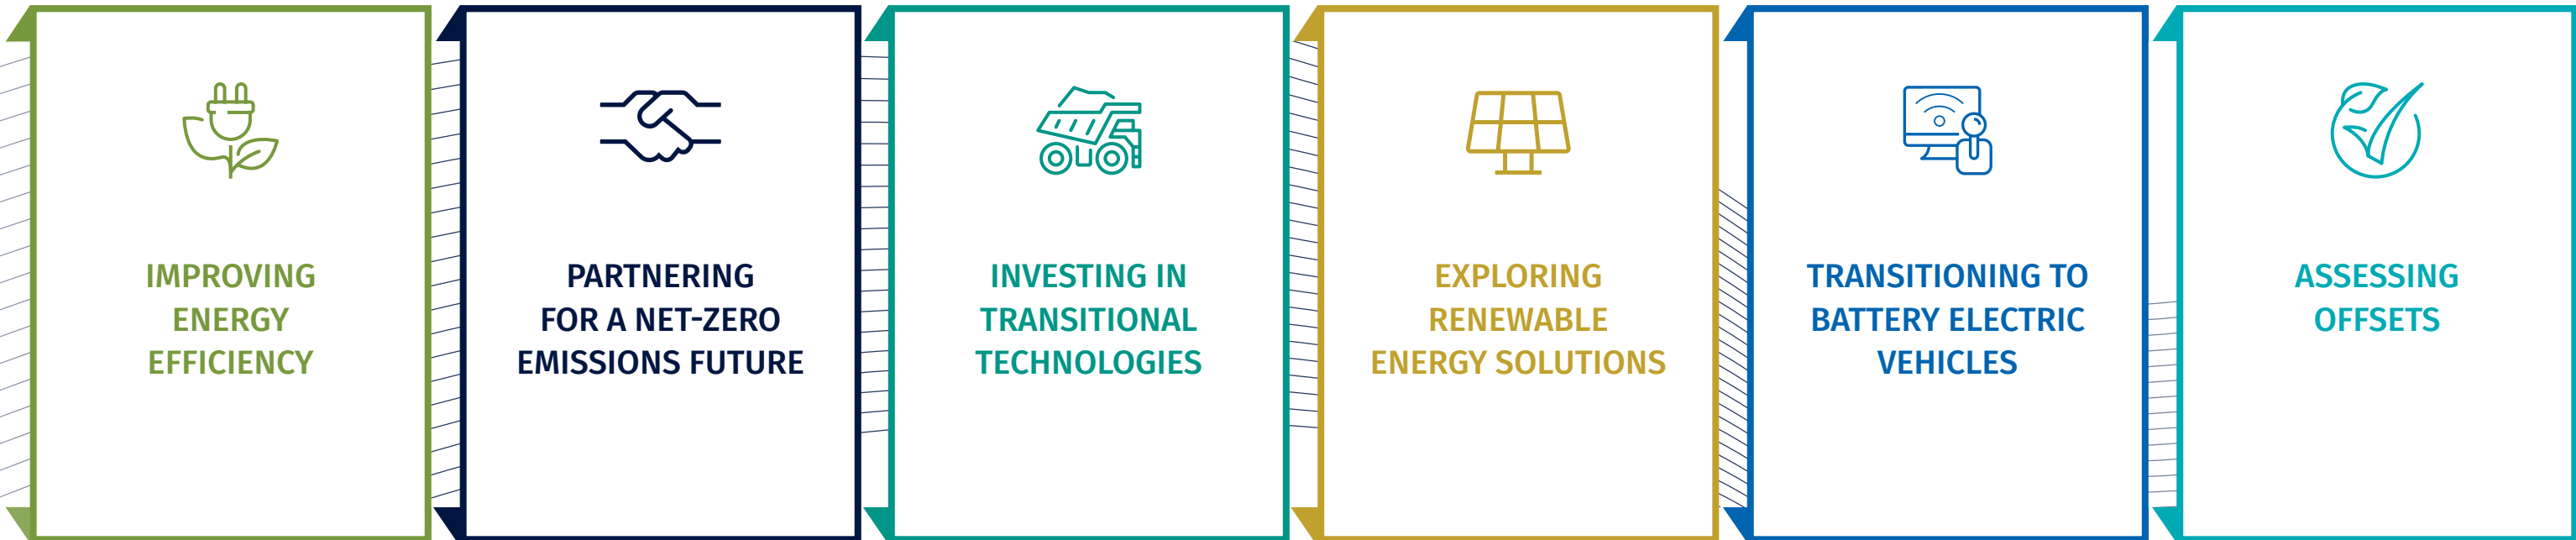 IMPROVING
ENERGY
EFFICIENCY
PARTNERING
FOR A NET-ZERO
EMISSIONS FUTURE
INVESTING IN
TRANSITIONAL
TECHNOLOGIES
EXPLORING
RENEWABLE
ENERGY SOLUTIONS
TRANSITIONING TO
BATTERY ELECTRIC
VEHICLES
ASSESSING
OFFSETS